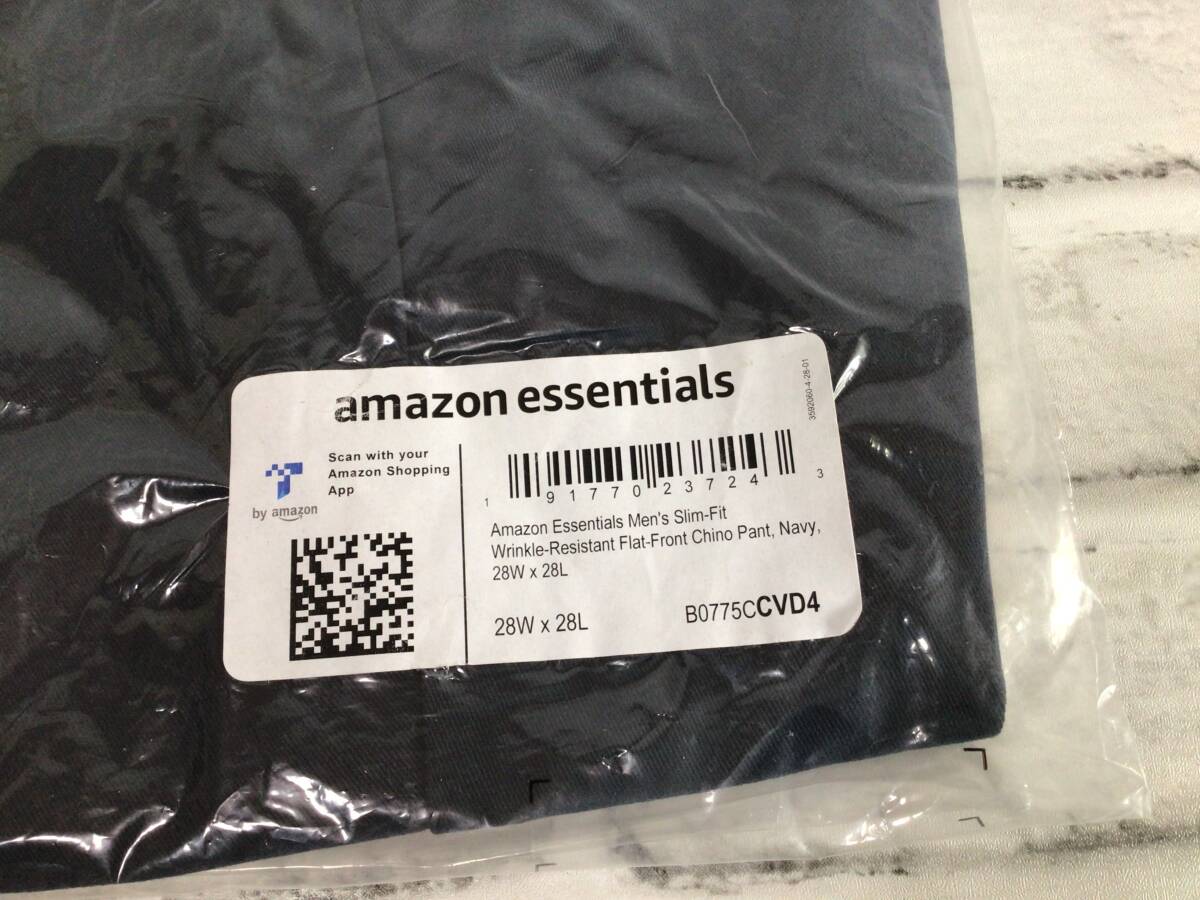 amazon essentials
3592060-4-28-01
Scan with your
Amazon Shopping
App
by amazon
1 91770 23724 3
Amazon Essentials Men's Slim-Fit
Wrinkle-Resistant Flat-Front Chino Pant, Navy,
28W x 28L
28W x 28L
B0775CCVD4